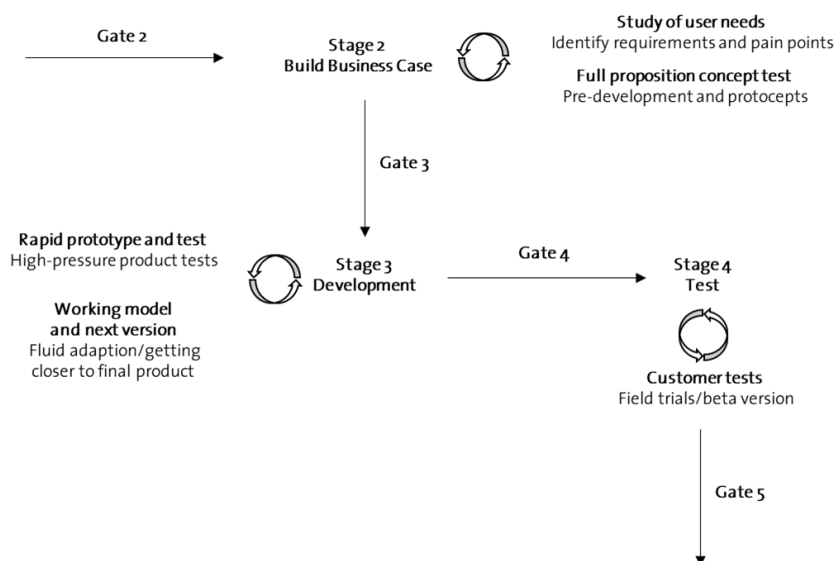 Gate 2
Stage 2
Build Business Case
Study of user needs
Identify requirements and pain points
Full proposition concept test
Pre-development and protocepts
Gate 3
Rapid prototype and test
High-pressure product tests
Working model
and next version
Fluid adaption/getting
closer to final product
Stage 3
Development
Gate 4
Stage 4
Test
Customer tests
Field trials/beta version
Gate 5